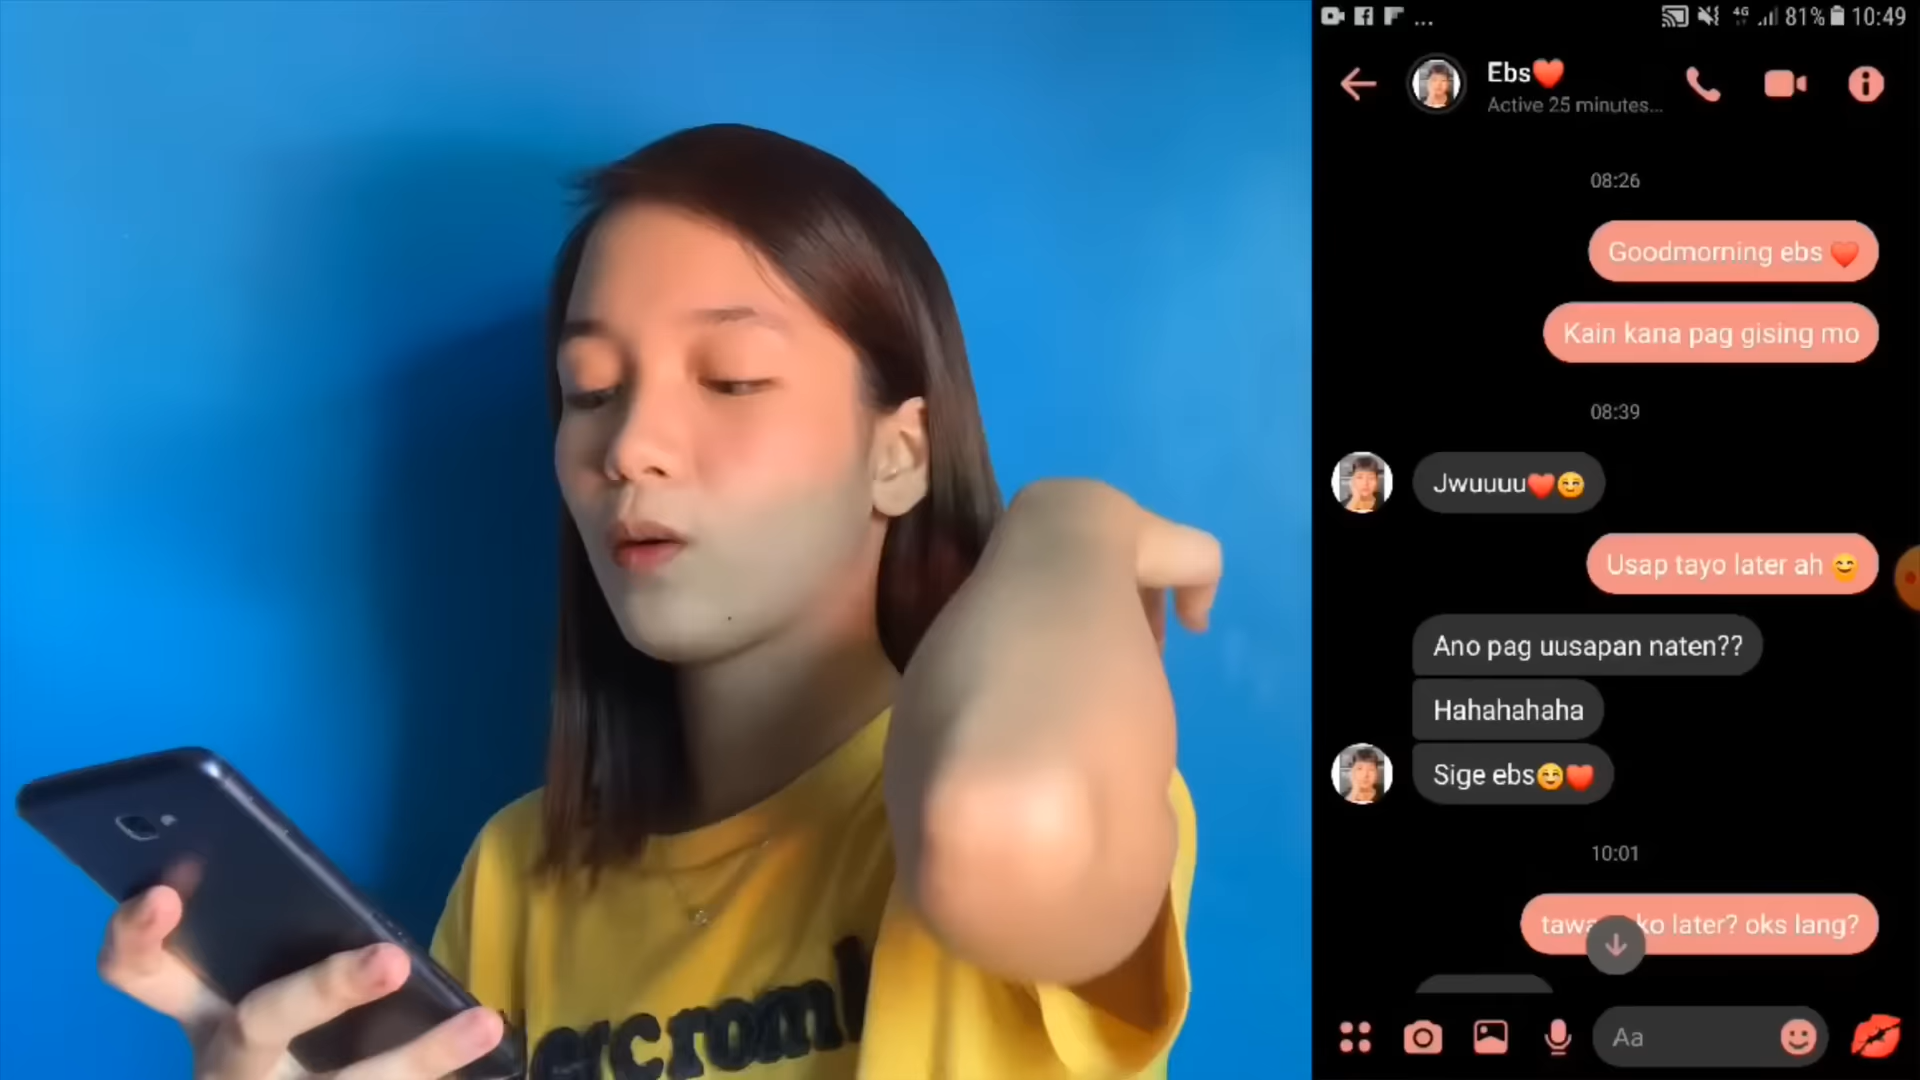 81% 10:49
4G
Ebs❤️
Active 25 minutes...
08:26
Goodmorning ebs ❤️
Kain kana pag gising mo
08:39
Jwuuuu❤️☺️
Usap tayo later ah 😊
Ano pag uusapan naten??
Hahahahaha
Sige ebs☺️❤️
10:01
ko later? oks lang?
Aa